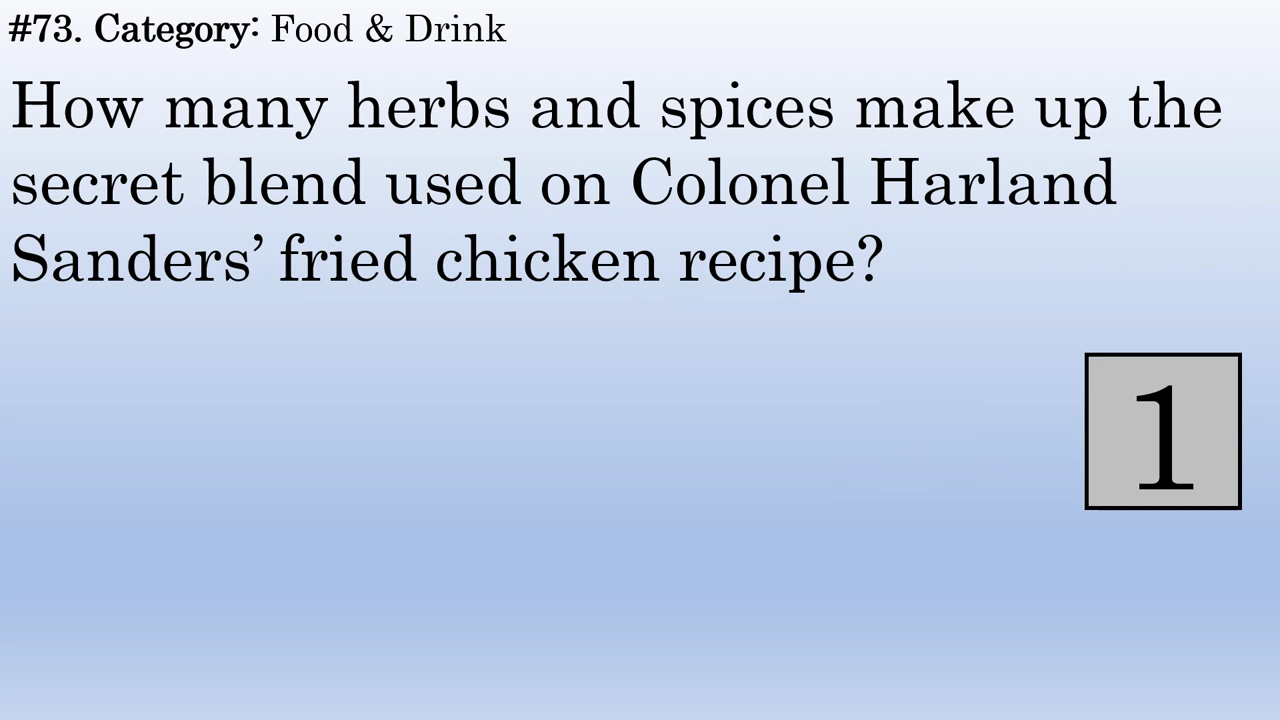 #73. Category: Food & Drink
How many herbs and spices make up the
secret blend used on Colonel Harland
Sanders’ fried chicken recipe?
1